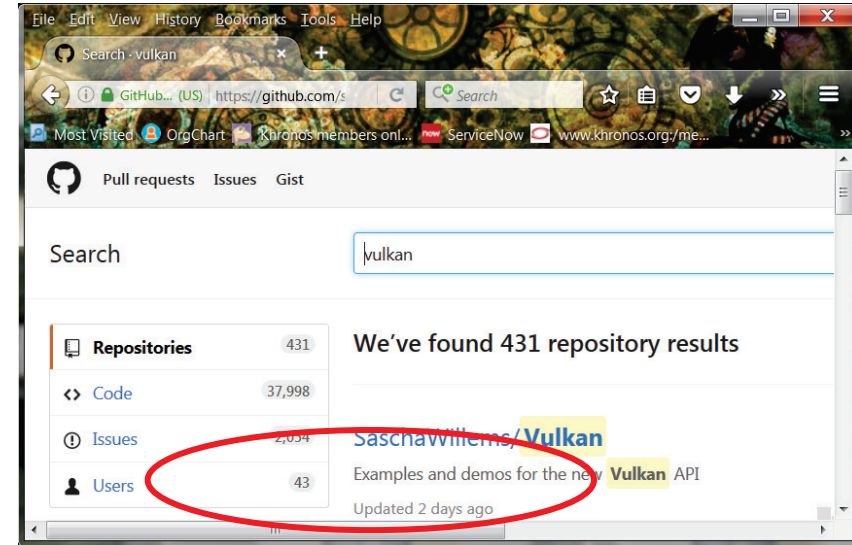 File Edit View History Bookmarks Tools Help
Search · vulkan
GitHub... (US) https://github.com/s Search
Most Visited OrgChart Khronos members onl... now ServiceNow www.khronos.org:/me...
Pull requests Issues Gist
Search vulkan
Repositories 431
We've found 431 repository results
Code 37,998
Issues 2,034
SaschaWillems/Vulkan
Examples and demos for the new Vulkan API
Users 43
Updated 2 days ago